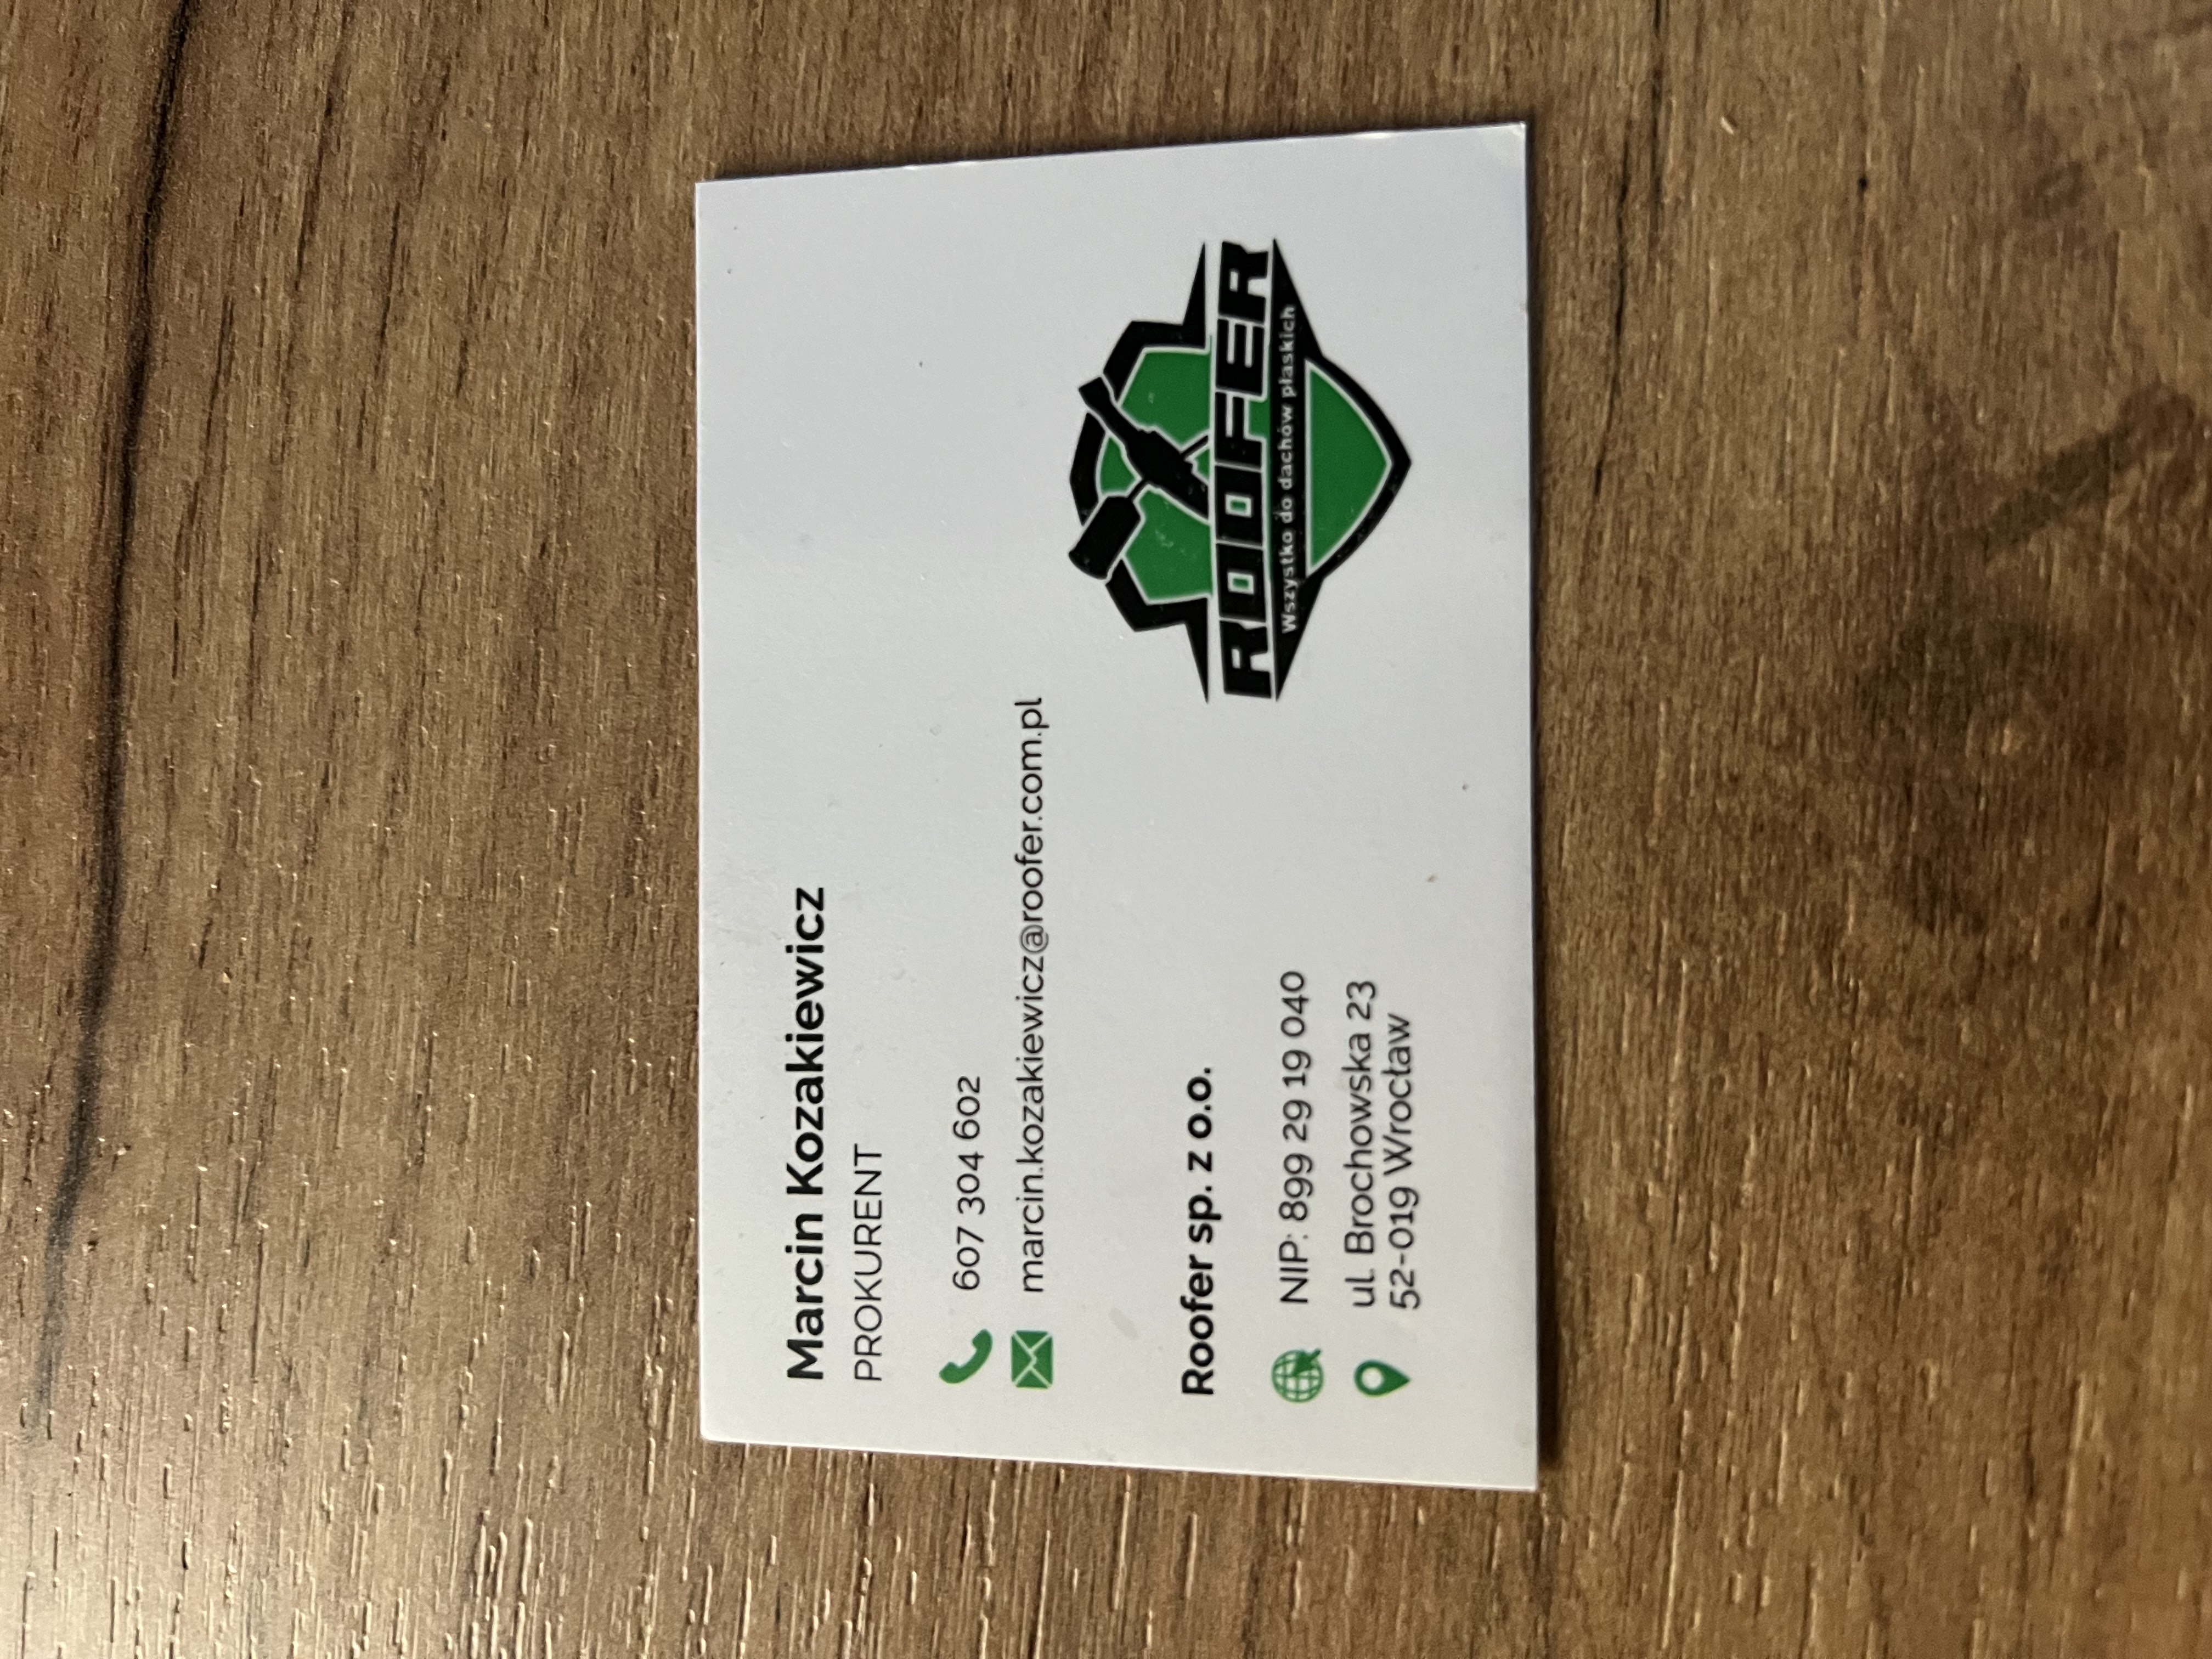 Marcin Kozakiewicz
PROKURENT
607 304 602
marcin.kozakiewicz@roofer.com.pl
Roofer sp. z o.o.
NIP: 899 29 19 040
ul. Brochowska 23
52-019 Wrocław
ROOFER
Wszystko do dachów płaskich